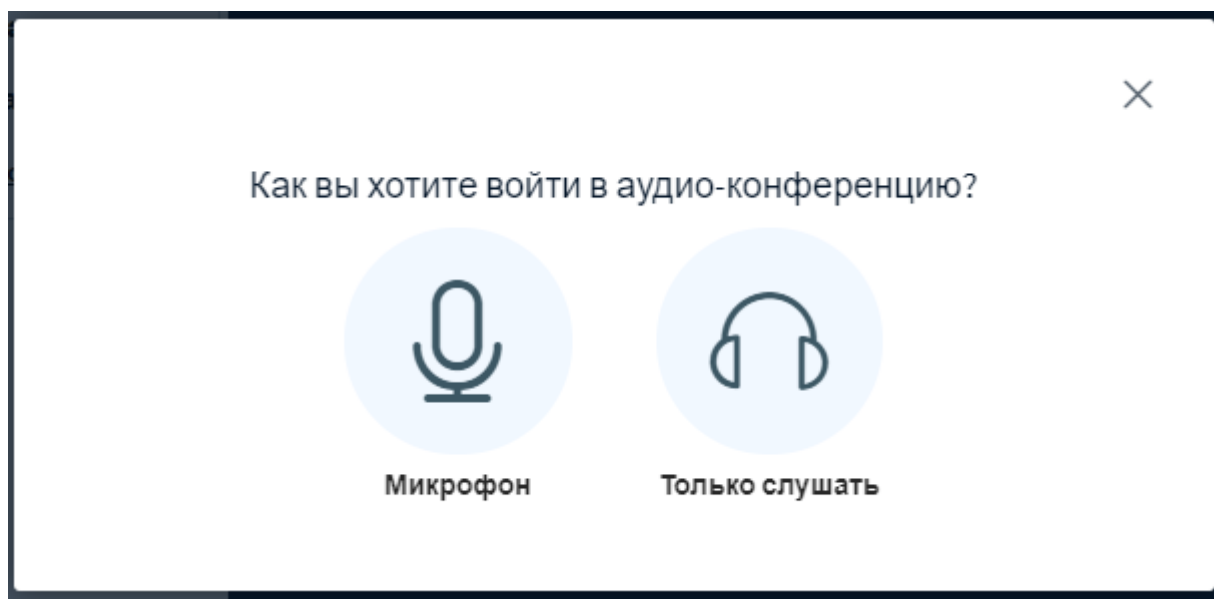 Как вы хотите войти в аудио-конференцию?
Микрофон
Только слушать